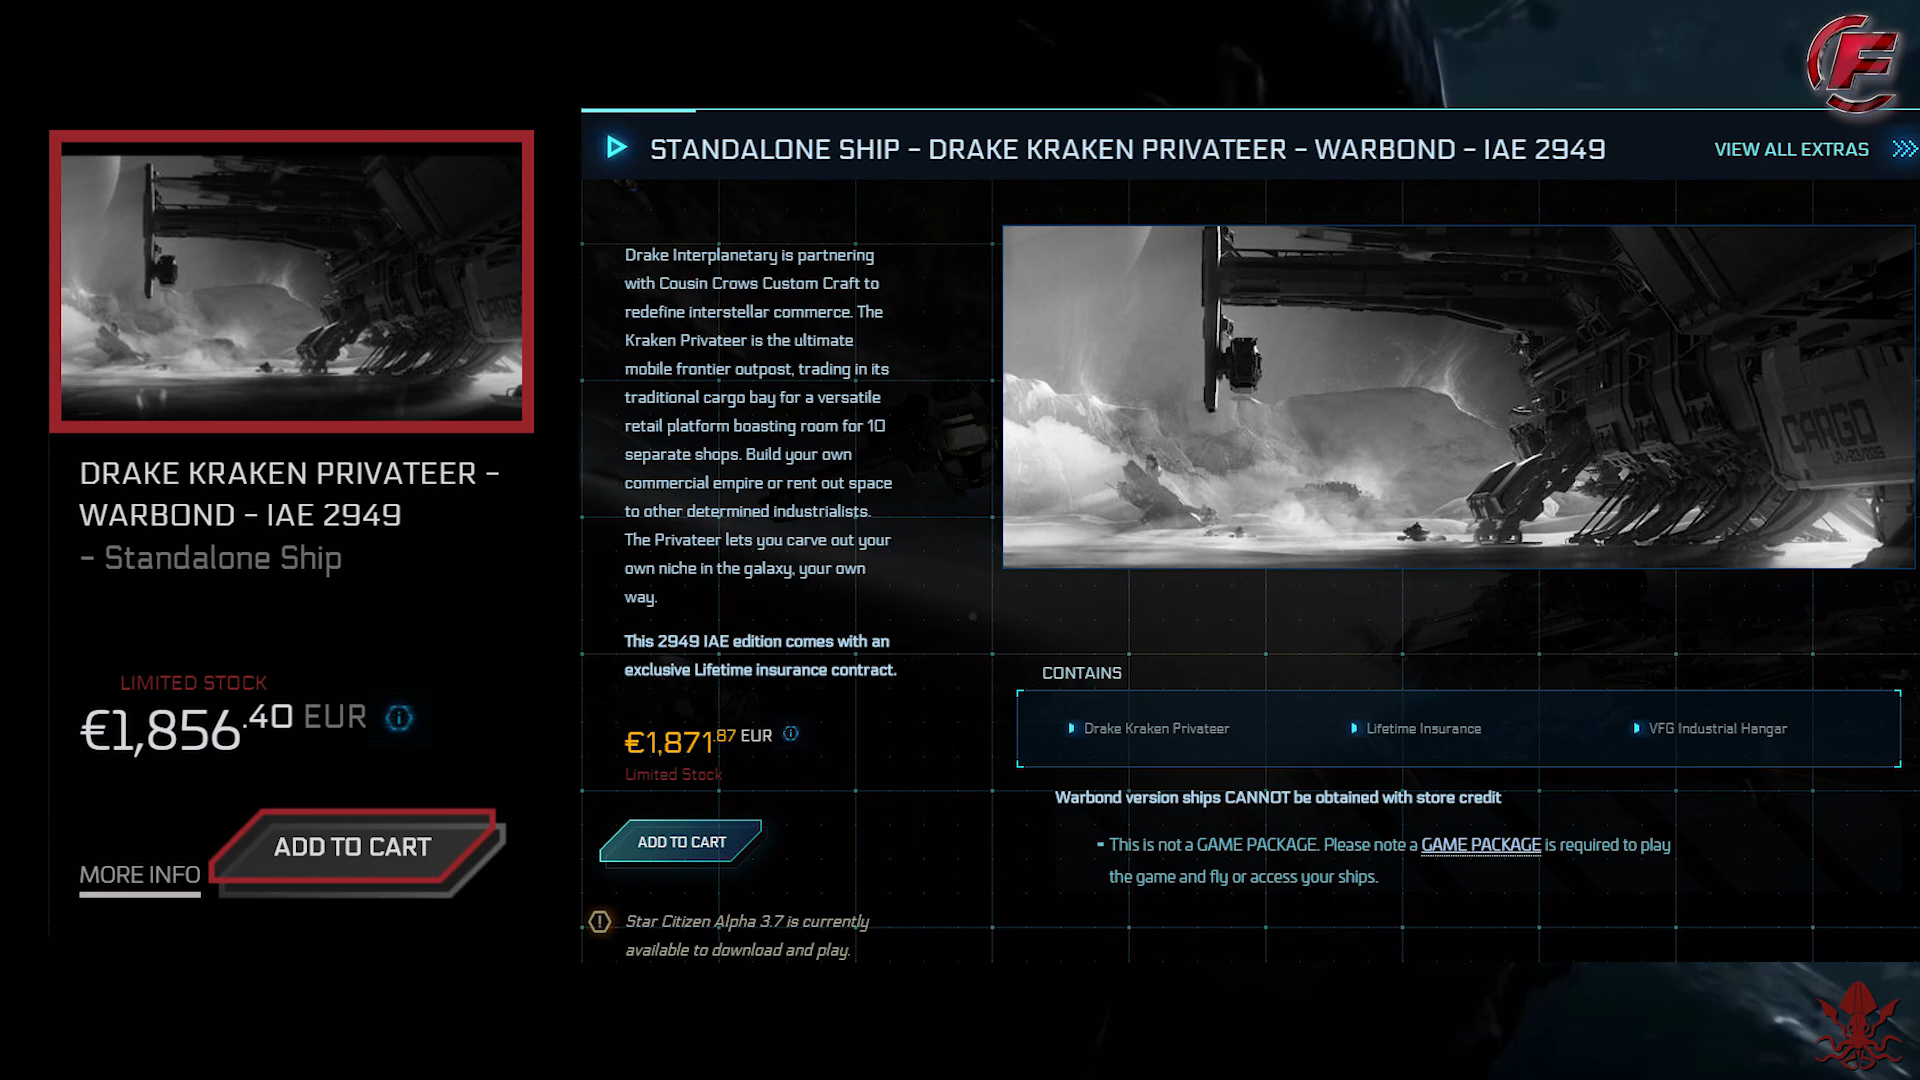 DRAKE KRAKEN PRIVATEER –
WARBOND – IAE 2949
– Standalone Ship
LIMITED STOCK
€1,856.40 EUR
MORE INFO
ADD TO CART
STANDALONE SHIP – DRAKE KRAKEN PRIVATEER – WARBOND – IAE 2949
VIEW ALL EXTRAS
Drake Interplanetary is partnering
with Cousin Crows Custom Craft to
redefine interstellar commerce. The
Kraken Privateer is the ultimate
mobile frontier outpost, trading in its
traditional cargo bay for a versatile
retail platform boasting room for 10
separate shops. Build your own
commercial empire or rent out space
to other determined industrialists.
The Privateer lets you carve out your
own niche in the galaxy, your own
way.
This 2949 IAE edition comes with an
exclusive Lifetime insurance contract.
€1,871.87 EUR
Limited Stock
ADD TO CART
Star Citizen Alpha 3.7 is currently
available to download and play.
CARGO
CONTAINS
Drake Kraken Privateer
Lifetime Insurance
VFG Industrial Hangar
Warbond version ships CANNOT be obtained with store credit
- This is not a GAME PACKAGE. Please note a GAME PACKAGE is required to play
the game and fly or access your ships.
F